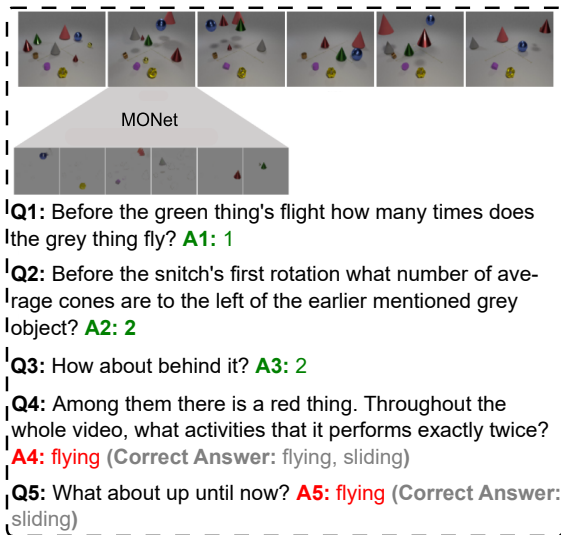 MONet
Q1: Before the green thing's flight how many times does
the grey thing fly? A1: 1
Q2: Before the snitch's first rotation what number of ave-
rage cones are to the left of the earlier mentioned grey
object? A2: 2
Q3: How about behind it? A3: 2
Q4: Among them there is a red thing. Throughout the
whole video, what activities that it performs exactly twice?
A4: flying (Correct Answer: flying, sliding)
Q5: What about up until now? A5: flying (Correct Answer:
sliding)